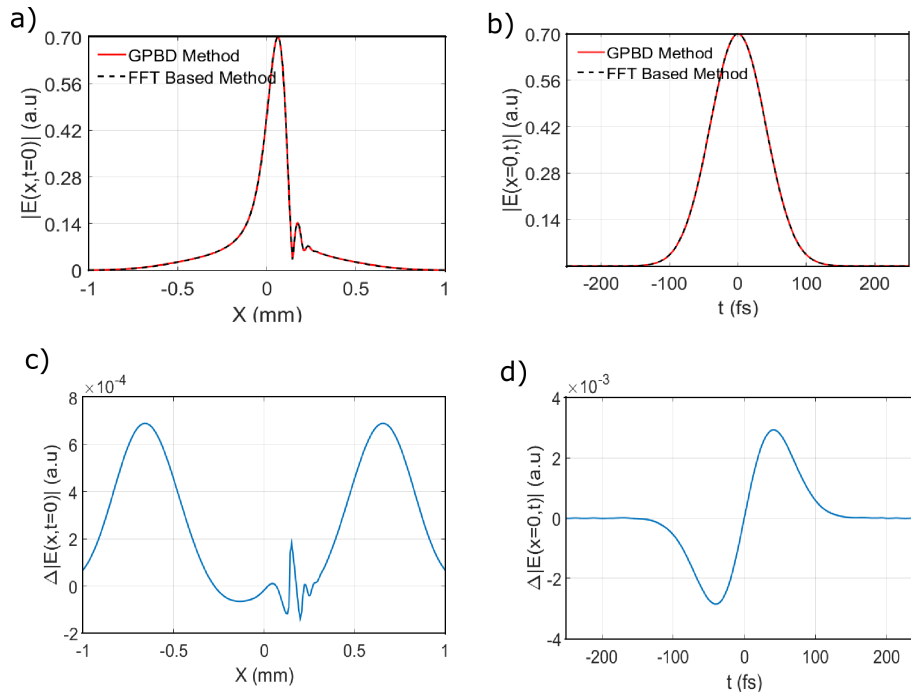 a)
|E(x,t=0)| (a.u)
0.70
0.56
0.42
0.28
0.14
0
GPBD Method
FFT Based Method
-1
-0.5
0
0.5
1
X (mm)
b)
|E(x=0,t)| (a.u)
0.70
0.56
0.42
0.28
0.14
GPBD Method
FFT Based Method
-200
-100
0
100
200
t (fs)
c)
×10-4
Δ|E(x,t=0)| (a.u)
8
6
4
2
0
-2
-1
-0.5
0
0.5
1
X (mm)
d)
×10-3
Δ|E(x=0,t)| (a.u)
4
2
0
-2
-4
-200
-100
0
100
200
t (fs)